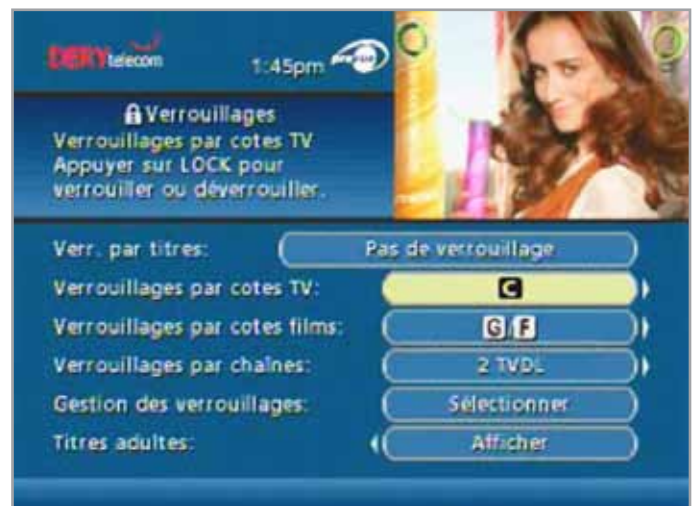 DERYtelecom
1:45pm
prevue
Verrouillages
Verrouillages par cotes TV
Appuyer sur LOCK pour
verrouiller ou déverrouiller.
Verr. par titres: Pas de verrouillage
Verrouillages par cotes TV: C
Verrouillages par cotes films: G/F
Verrouillages par chaînes: 2 TVDL
Gestion des verrouillages: Sélectionner
Titres adultes: Afficher